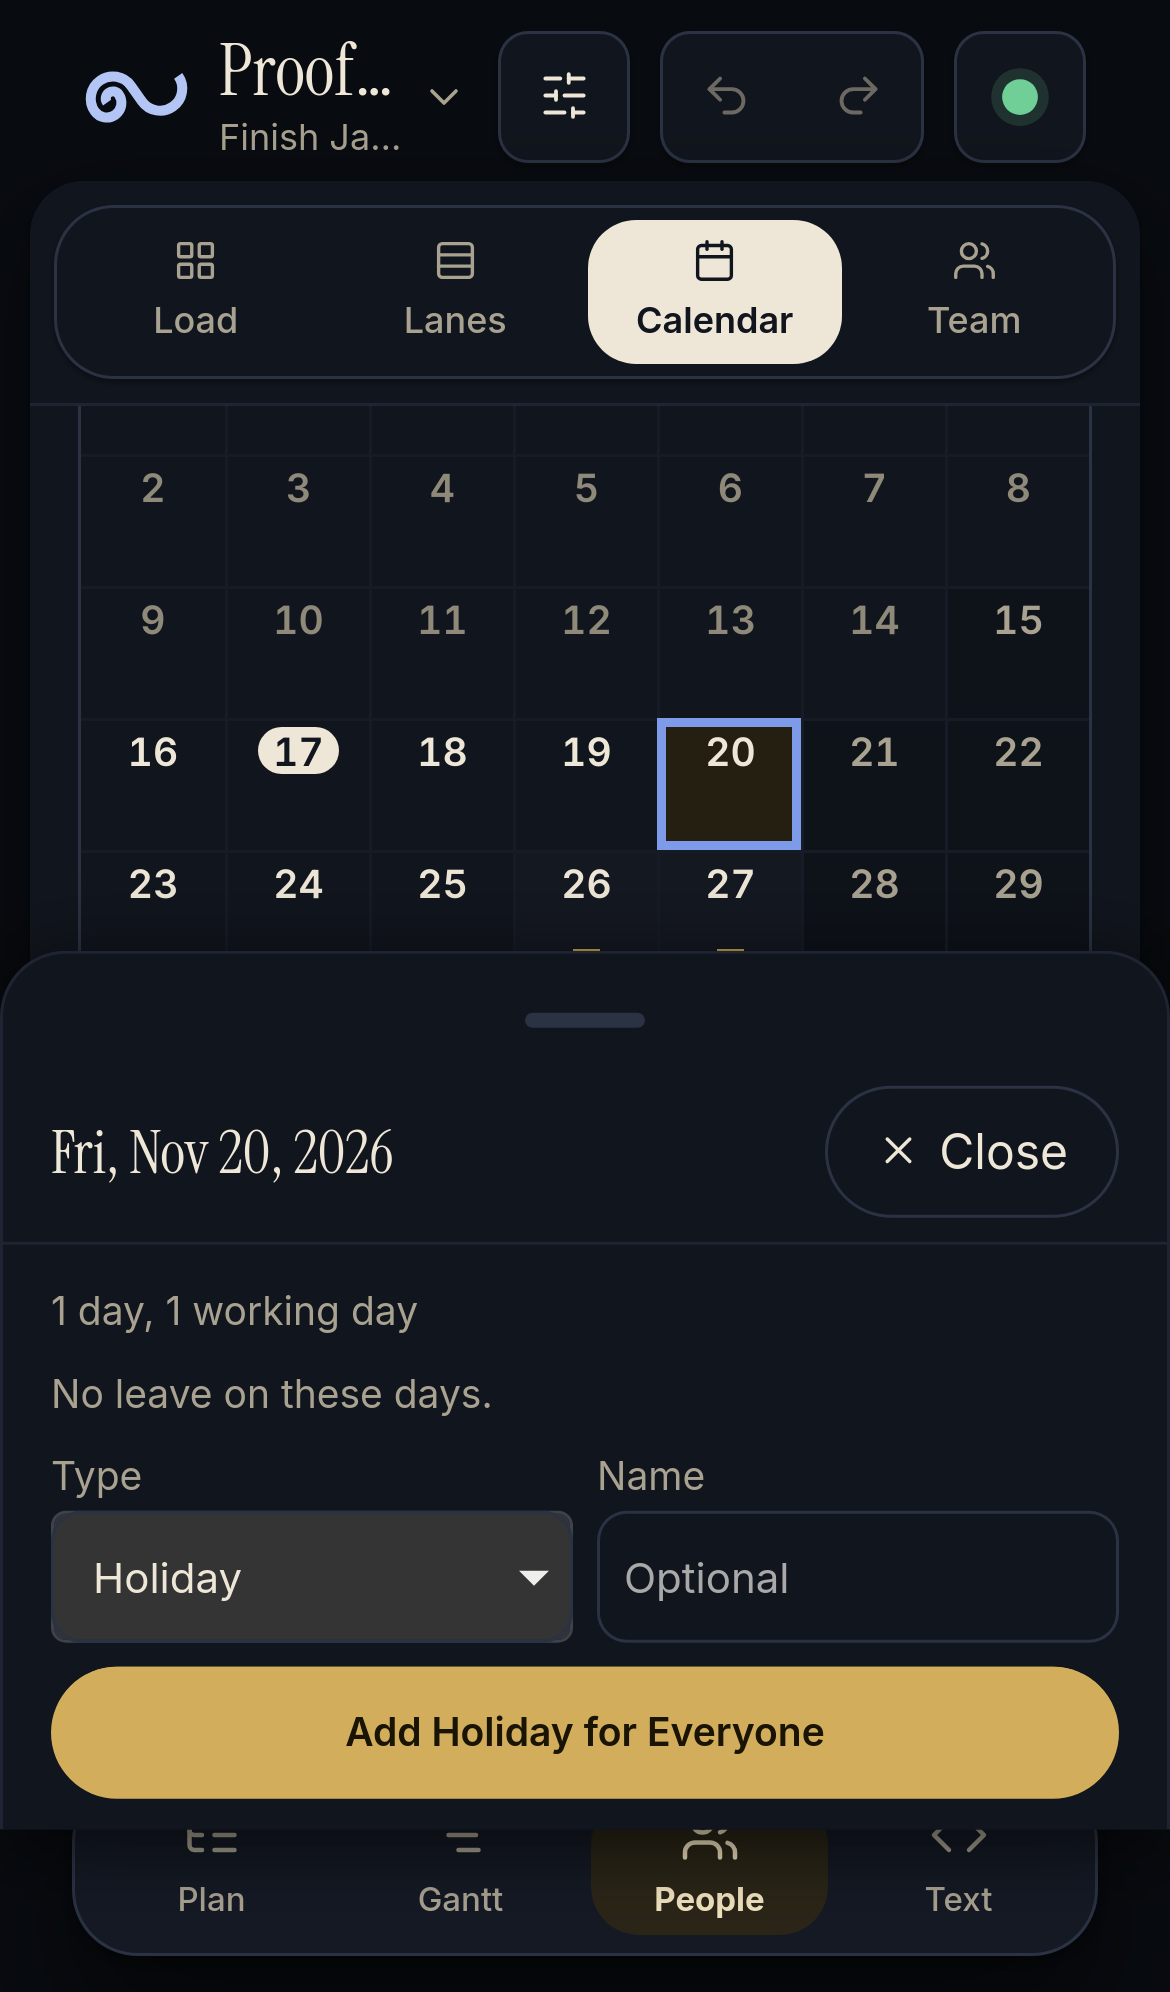 Proof...
Finish Ja...
Load Lanes Calendar Team
2 3 4 5 6 7 8
9 10 11 12 13 14 15
16 17 18 19 20 21 22
23 24 25 26 27 28 29
Fri, Nov 20, 2026
Close
1 day, 1 working day
No leave on these days.
Type Name
Holiday Optional
Add Holiday for Everyone
Plan Gantt People Text